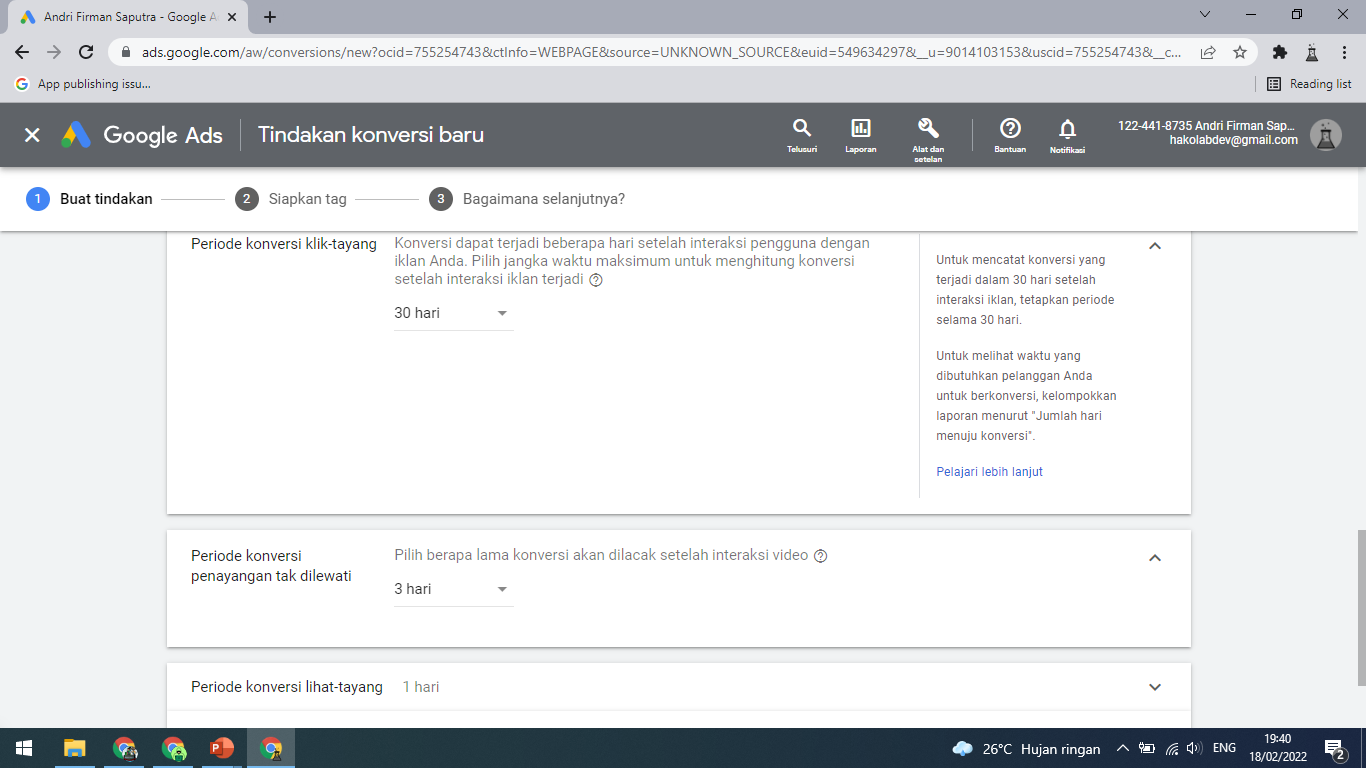 Andri Firman Saputra - Google A
ads.google.com/aw/conversions/new?ocid=755254743&ctInfo=WEBPAGE&source=UNKNOWN_SOURCE&euid=549634297&__u=9014103153&uscid=755254743&__c...
App publishing issu...
Reading list
Google Ads
Tindakan konversi baru
Telusuri
Laporan
Alat dan
setelan
Bantuan
Notifikasi
122-441-8735 Andri Firman Sap...
hakolabdev@gmail.com
1 Buat tindakan
2 Siapkan tag
3 Bagaimana selanjutnya?
Periode konversi klik-tayang
Konversi dapat terjadi beberapa hari setelah interaksi pengguna dengan
iklan Anda. Pilih jangka waktu maksimum untuk menghitung konversi
setelah interaksi iklan terjadi
30 hari
Untuk mencatat konversi yang
terjadi dalam 30 hari setelah
interaksi iklan, tetapkan periode
selama 30 hari.
Untuk melihat waktu yang
dibutuhkan pelanggan Anda
untuk berkonversi, kelompokkan
laporan menurut "Jumlah hari
menuju konversi".
Pelajari lebih lanjut
Periode konversi
penayangan tak dilewati
Pilih berapa lama konversi akan dilacak setelah interaksi video
3 hari
Periode konversi lihat-tayang
1 hari
26°C Hujan ringan
ENG
19:40
18/02/2022
2